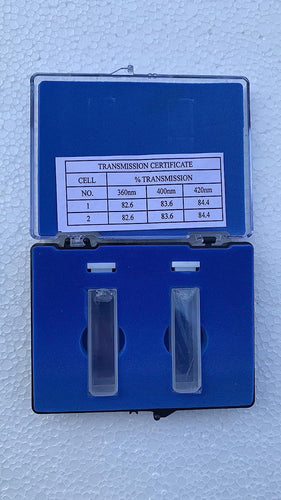 TRANSMISSION CERTIFICATE
CELL % TRANSMISSION
NO. 360nm 400nm 420nm
1 82.6 83.6 84.4
2 82.6 83.6 84.4